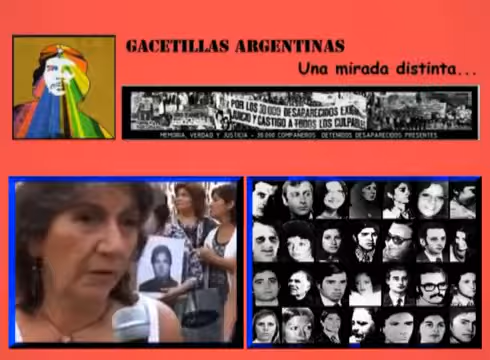 GACETILLAS ARGENTINAS
Una mirada distinta...
POR LOS 30.000 DESAPARECIDOS EXIGIMOS
JUICIO Y CASTIGO A TODOS LOS CULPABLES
MEMORIA, VERDAD Y JUSTICIA - 30.000 COMPAÑEROS DETENIDOS DESAPARECIDOS PRESENTES